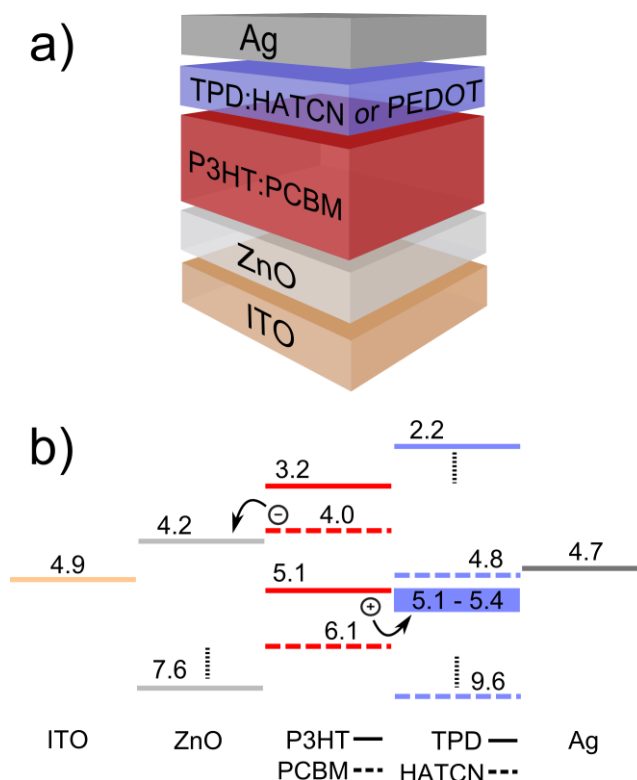 a)
Ag
TPD:HATCN or PEDOT
P3HT:PCBM
ZnO
ITO
b)
2.2
3.2
4.2
4.0
4.9
5.1
4.8
4.7
5.1 - 5.4
6.1
7.6
9.6
ITO ZnO P3HT TPD Ag
PCBM HATCN